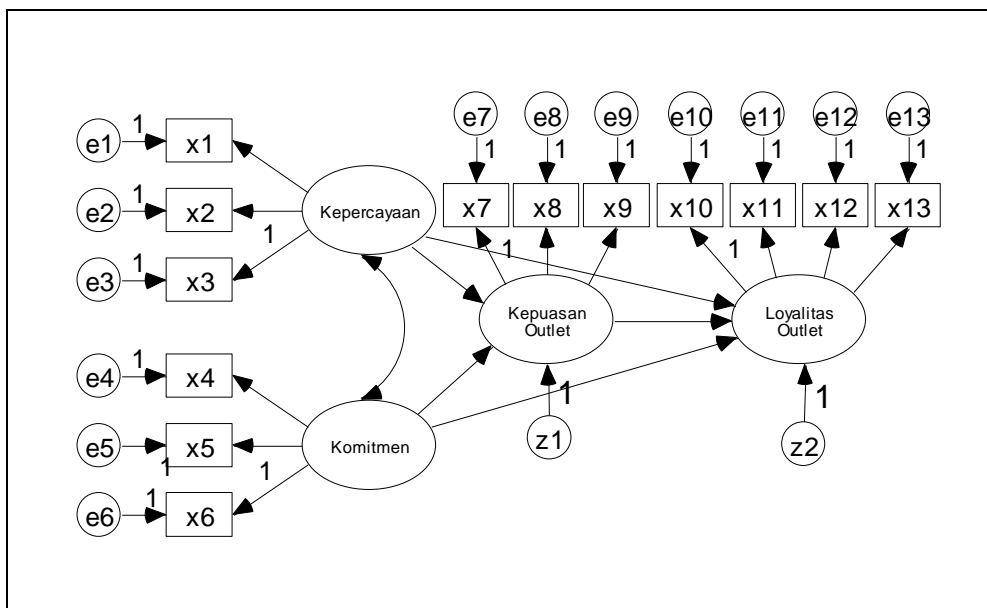 e7 e8 e9 e10 e11 e12 e13
1 1 1 1 1 1 1
x7 x8 x9 x10 x11 x12 x13
e1 1 x1
e2 1 x2
e3 1 x3
1
Kepercayaan
1
1
Kepuasan
Outlet
Loyalitas
Outlet
e4 1 x4
e5 1 x5
e6 1 x6
1
Komitmen
1
z1
1
z2